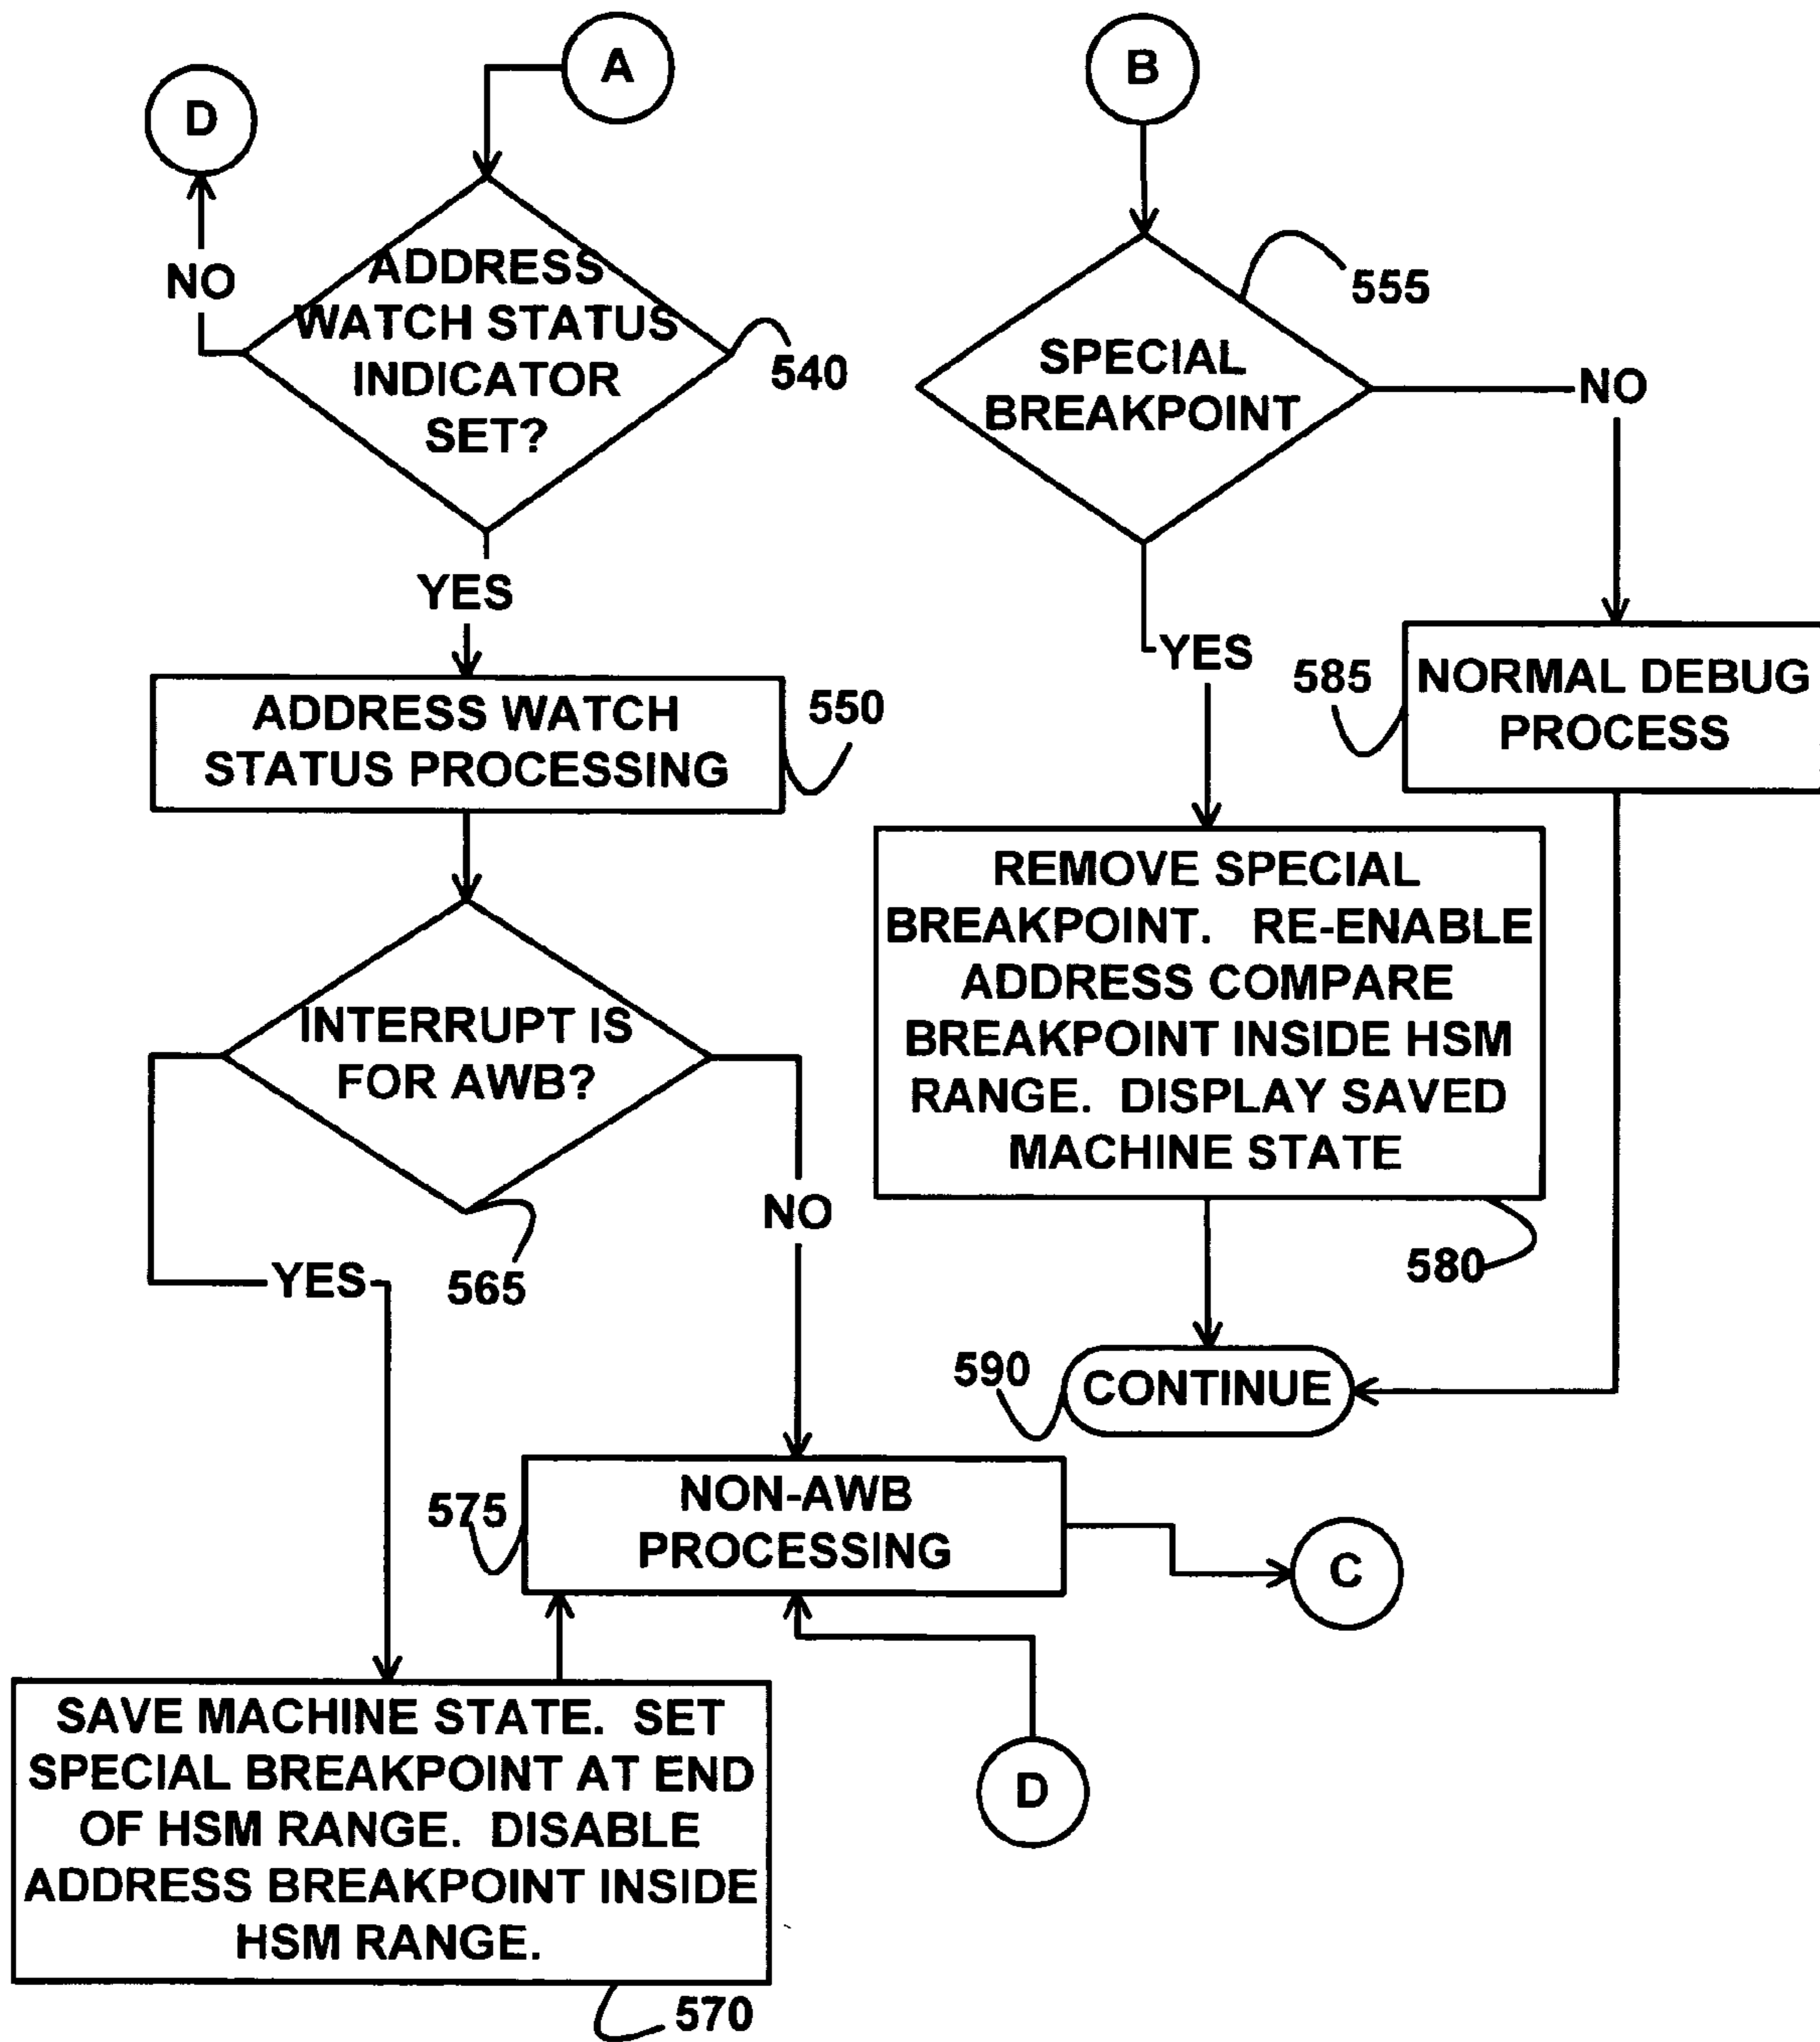 A
B
D
NO
ADDRESS
WATCH STATUS
INDICATOR
SET?
540
555
SPECIAL
BREAKPOINT
NO
YES
YES
ADDRESS WATCH
STATUS PROCESSING
550
585
NORMAL DEBUG
PROCESS
REMOVE SPECIAL
BREAKPOINT. RE-ENABLE
ADDRESS COMPARE
BREAKPOINT INSIDE HSM
RANGE. DISPLAY SAVED
MACHINE STATE
580
INTERRUPT IS
FOR AWB?
565
NO
YES
590
CONTINUE
575
NON-AWB
PROCESSING
C
D
SAVE MACHINE STATE. SET
SPECIAL BREAKPOINT AT END
OF HSM RANGE. DISABLE
ADDRESS BREAKPOINT INSIDE
HSM RANGE.
570